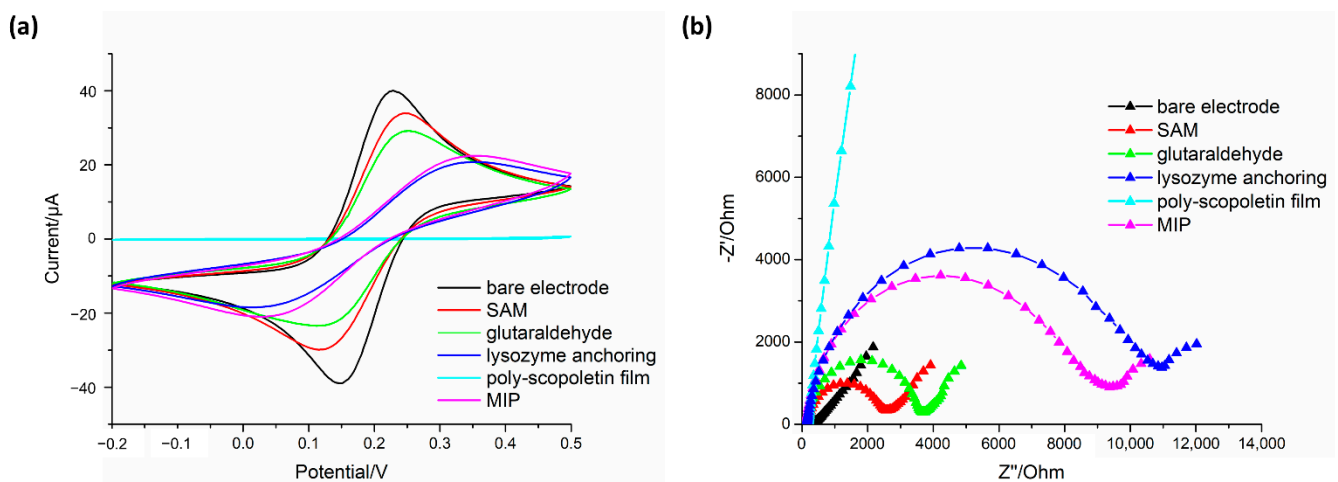 (a)
Current/µA
40
20
0
−20
−40
−0.2
−0.1
0.0
0.1
0.2
0.3
0.4
0.5
Potential/V
bare electrode
SAM
glutaraldehyde
lysozyme anchoring
poly-scopoletin film
MIP
(b)
-Z'/Ohm
8000
6000
4000
2000
0
0
2000
4000
6000
8000
10,000
12,000
14,000
Z''/Ohm
bare electrode
SAM
glutaraldehyde
lysozyme anchoring
poly-scopoletin film
MIP